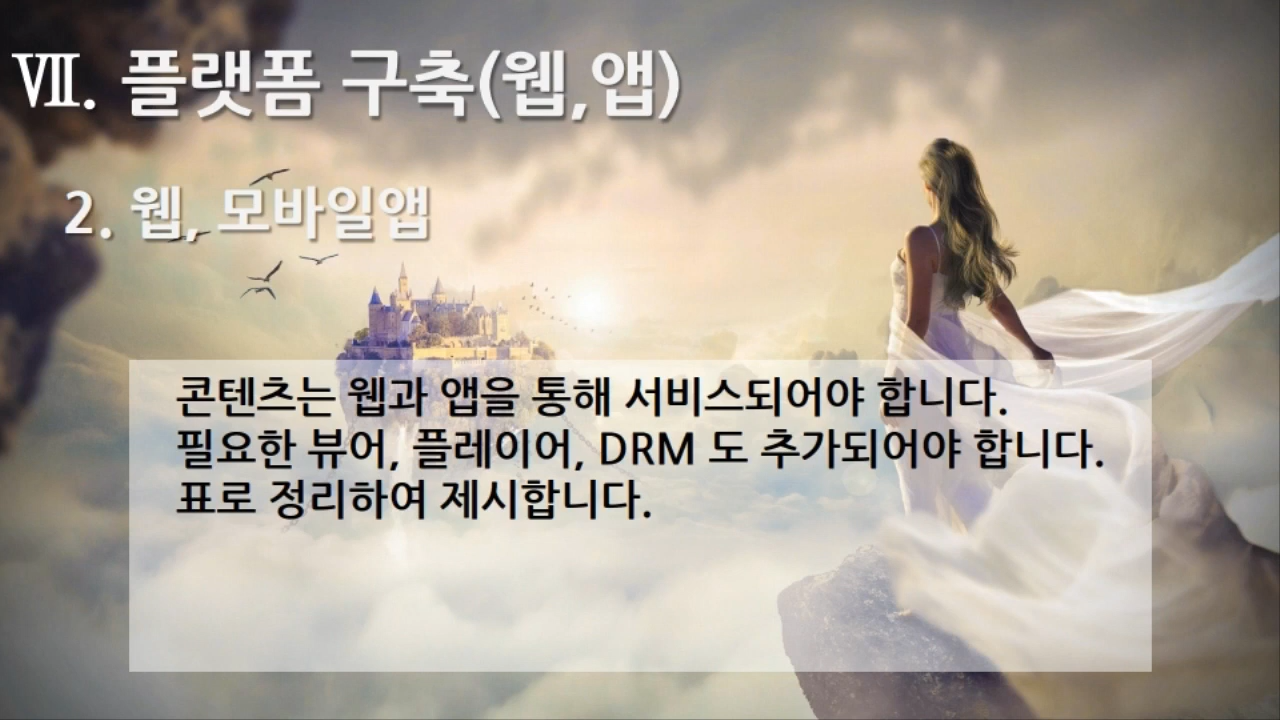 Ⅶ. 플랫폼 구축(웹,앱)
2. 웹, 모바일앱
콘텐츠는 웹과 앱을 통해 서비스되어야 합니다.
필요한 뷰어, 플레이어, DRM 도 추가되어야 합니다.
표로 정리하여 제시합니다.